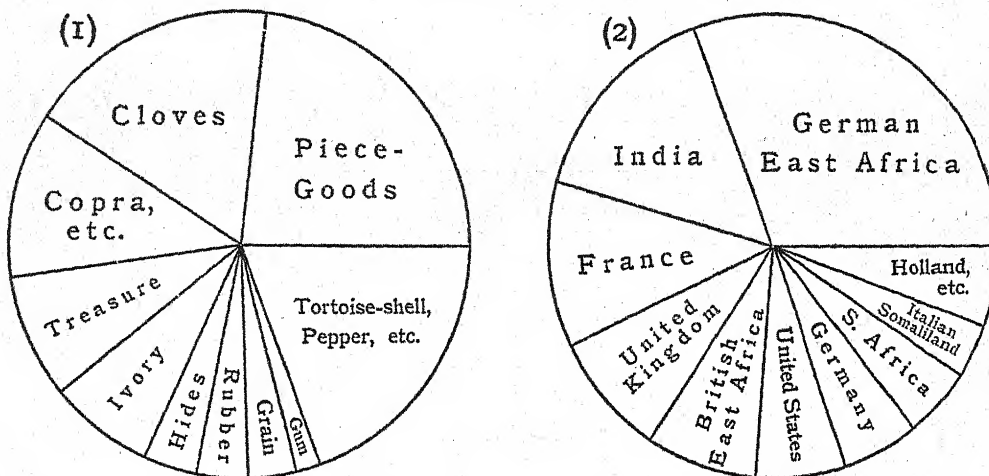 (1)
Cloves
Piece-
Goods
Copra,
etc.
Treasure
Ivory
Hides
Rubber
Grain
Gum
Tortoise-shell,
Pepper, etc.
(2)
India
German
East Africa
France
United
Kingdom
British
East Africa
United States
Germany
S. Africa
Italian
Somaliland
Holland,
etc.